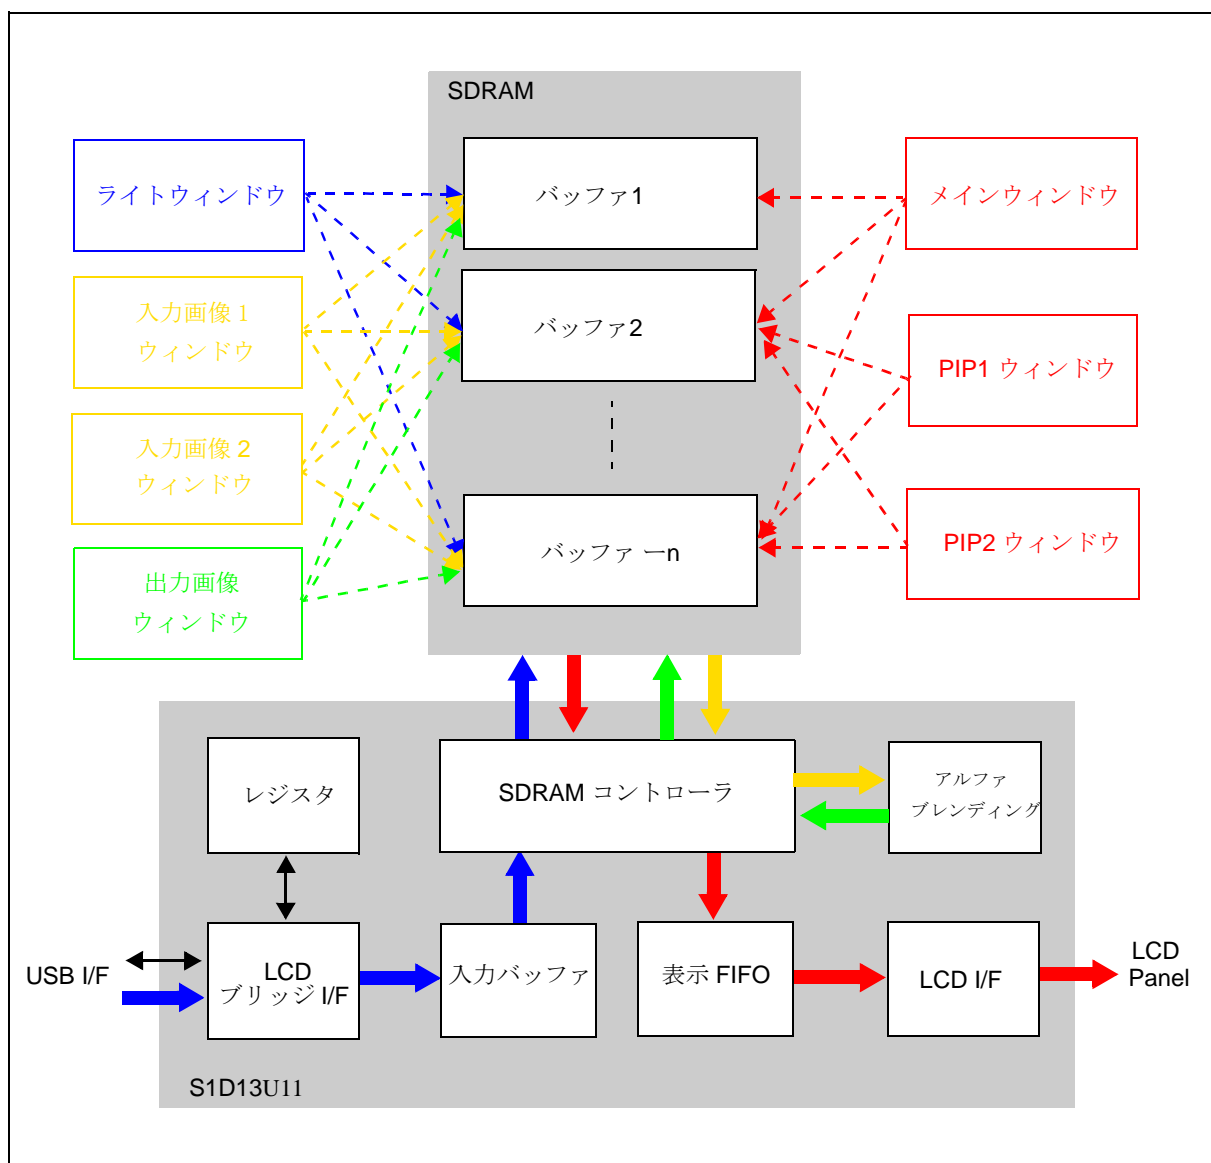 SDRAM
ライトウィンドウ
バッファ1
メインウィンドウ
入力画像 1
ウィンドウ
バッファ2
PIP1 ウィンドウ
入力画像 2
ウィンドウ
バッファ ーn
PIP2 ウィンドウ
出力画像
ウィンドウ
レジスタ
SDRAM コントローラ
アルファ
ブレンディング
USB I/F
LCD
ブリッジ I/F
入力バッファ
表示 FIFO
LCD I/F
LCD
Panel
S1D13U11